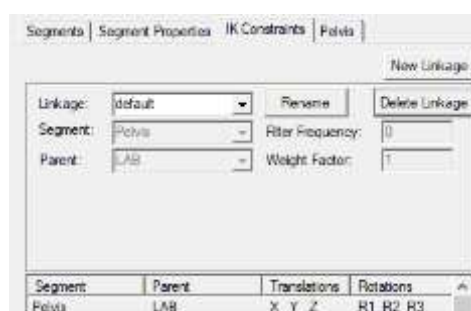 Segments Segment Properties IK Constraints Pelvis
New Linkage
Linkage: default Rename Delete Linkage
Segment: Pelvis Filter Frequency: 0
Parent: LAB Weight Factor: 1
Segment Parent Translations Rotations
Pelvis LAB X Y Z R1 R2 R3